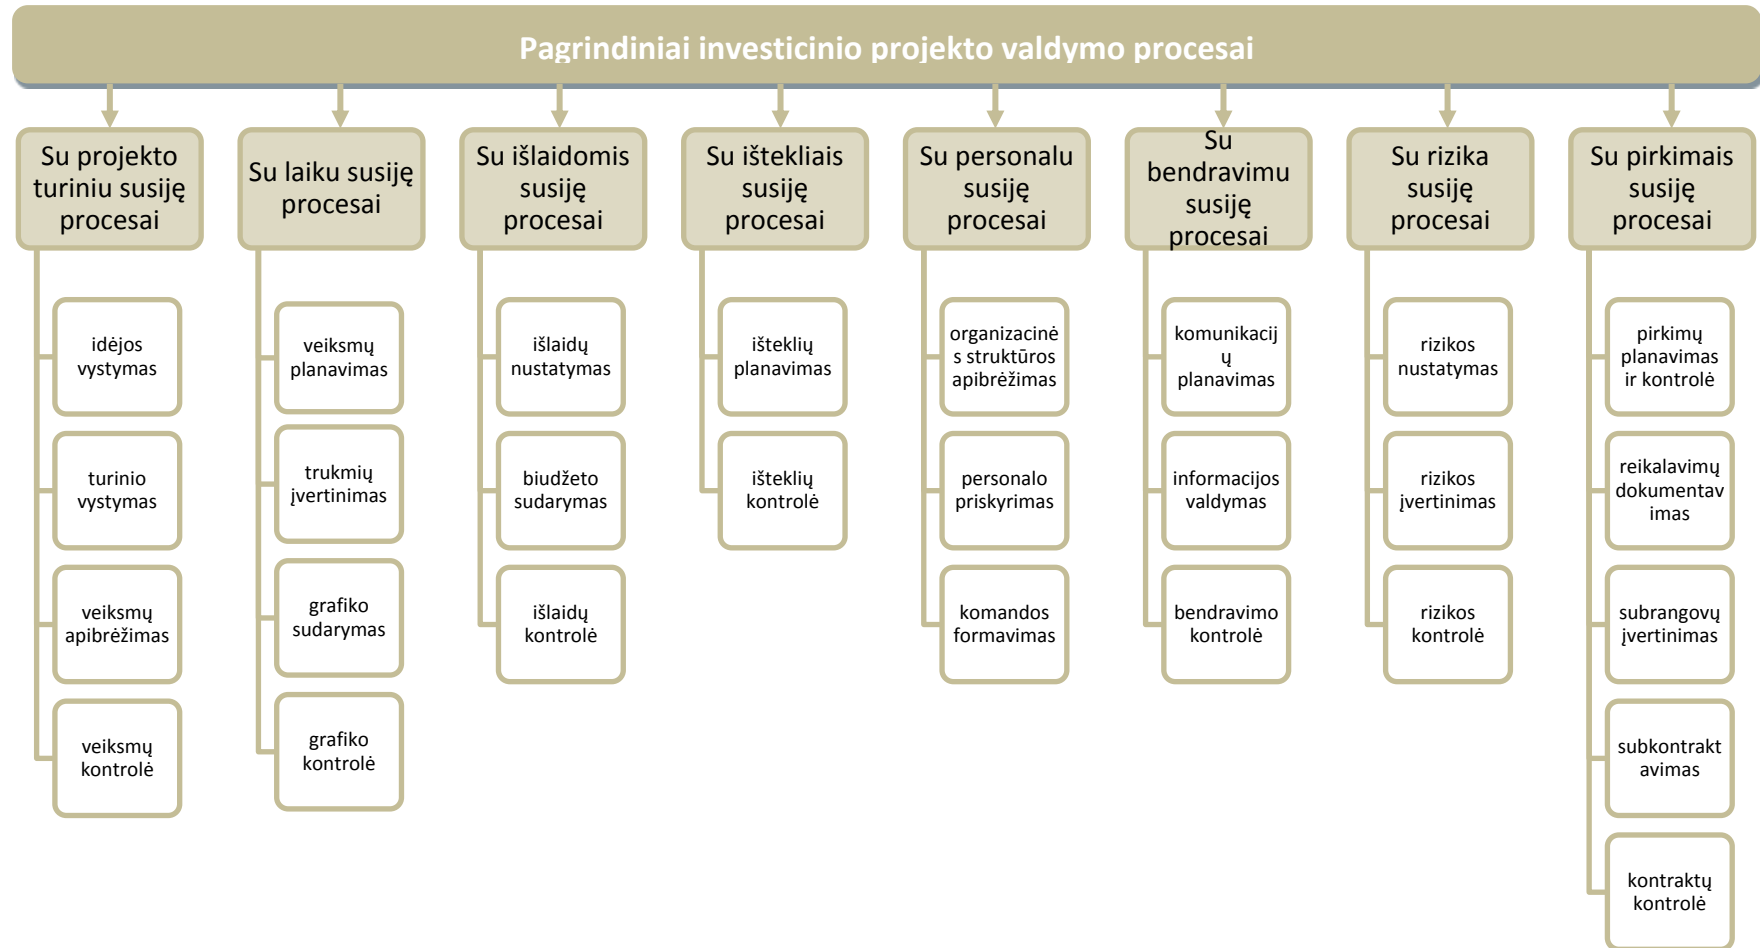 Pagrindiniai investicinio projekto valdymo procesai
Su projekto
turiniu susiję
procesai
idėjos
vystymas
turinio
vystymas
veiksmų
apibrėžimas
veiksmų
kontrolė
Su laiku susiję
procesai
veiksmų
planavimas
trukmių
įvertinimas
grafiko
sudarymas
grafiko
kontrolė
Su išlaidomis
susiję
procesai
išlaidų
nustatymas
biudžeto
sudarymas
išlaidų
kontrolė
Su ištekliais
susiję
procesai
išteklių
planavimas
išteklių
kontrolė
Su personalu
susiję
procesai
organizacinė
s struktūros
apibrėžimas
personalo
priskyrimas
komandos
formavimas
Su
bendravimu
susiję
procesai
komunikacij
ų
planavimas
informacijos
valdymas
bendravimo
kontrolė
Su rizika
susiję
procesai
rizikos
nustatymas
rizikos
įvertinimas
rizikos
kontrolė
Su pirkimais
susiję
procesai
pirkimų
planavimas
ir kontrolė
reikalavimų
dokumentav
imas
subrangovų
įvertinimas
subkontrakt
avimas
kontraktų
kontrolė